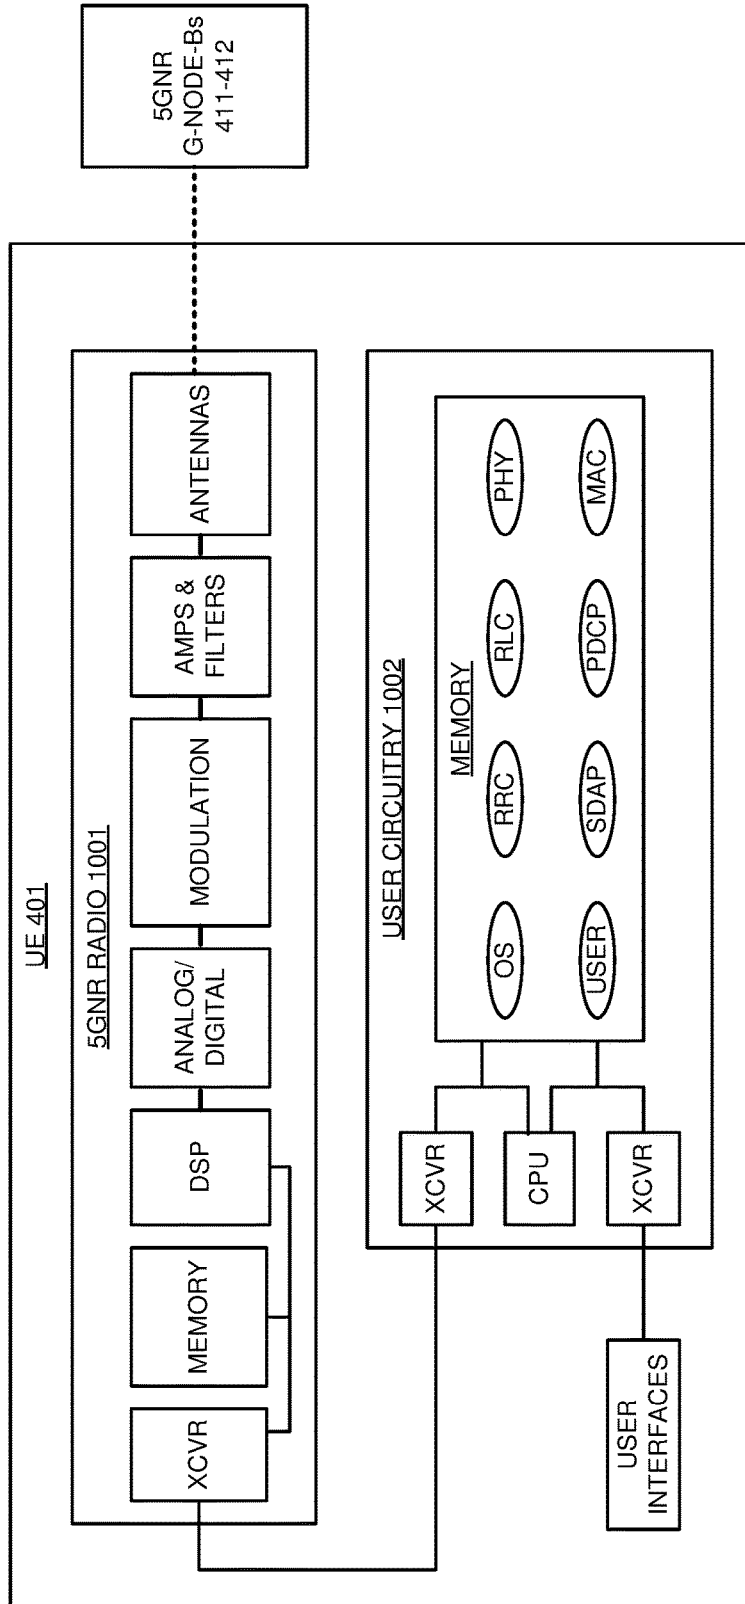 UE 401
5GNR RADIO 1001
XCVR
MEMORY
DSP
ANALOG/
DIGITAL
MODULATION
AMPS &
FILTERS
ANTENNAS
5GNR
G-NODE-Bs
411-412
USER CIRCUITRY 1002
XCVR
CPU
XCVR
MEMORY
OS
RRC
RLC
PHY
USER
SDAP
PDCP
MAC
USER
INTERFACES